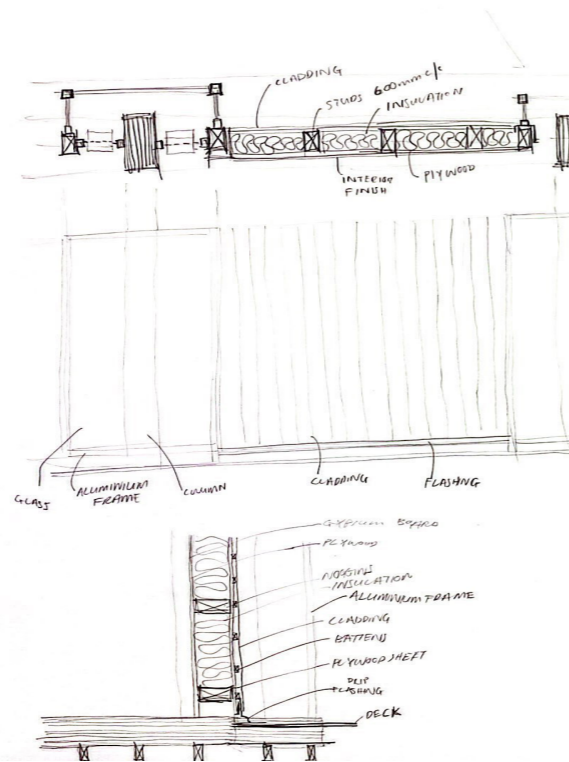 CLADDING
STUDS 600mm c/c
INSULATION
INTERIOR
FINISH
PLYWOOD
GLASS
ALUMINIUM
FRAME
COLUMN
CLADDING
FLASHING
GYPSUM BOARD
PLYWOOD
NOGGINS
INSULATION
ALUMINIUM FRAME
CLADDING
BATTENS
PLYWOOD SHEET
DRIP
FLASHING
DECK